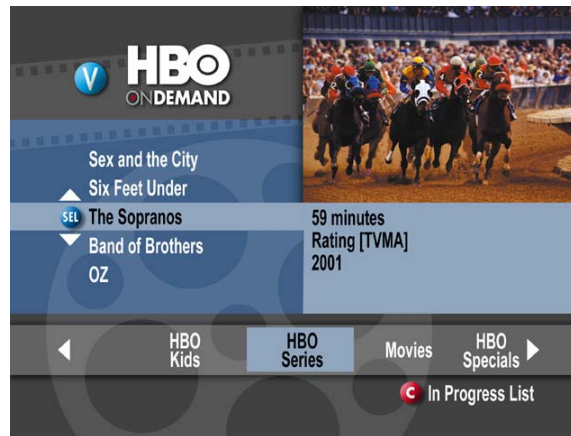 V
HBO
ONDEMAND
Sex and the City
Six Feet Under
SEL The Sopranos
Band of Brothers
OZ
59 minutes
Rating [TVMA]
2001
HBO Kids
HBO Series
Movies
HBO Specials
C In Progress List